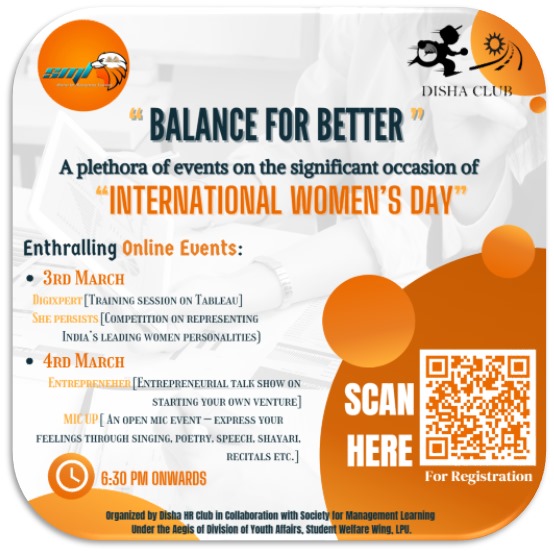 sml
DISHA CLUB
“ BALANCE FOR BETTER ”
A plethora of events on the significant occasion of
“INTERNATIONAL WOMEN’S DAY”
Enthralling Online Events:
• 3RD MARCH
DIGIXPERT [TRAINING SESSION ON TABLEAU]
SHE PERSISTS [COMPETITION ON REPRESENTING
INDIA'S LEADING WOMEN PERSONALITIES)
• 4RD MARCH
ENTREPRENEHER [ENTREPRENEURIAL TALK SHOW ON
STARTING YOUR OWN VENTURE]
MIC UP [ AN OPEN MIC EVENT – EXPRESS YOUR
FEELINGS THROUGH SINGING, POETRY, SPEECH, SHAYARI,
RECITALS ETC.]
6:30 PM ONWARDS
SCAN
HERE
For Registration
Organized by Disha HR Club in Collaboration with Society for Management Learning
Under the Aegis of Division of Youth Affairs, Student Welfare Wing, LPU.